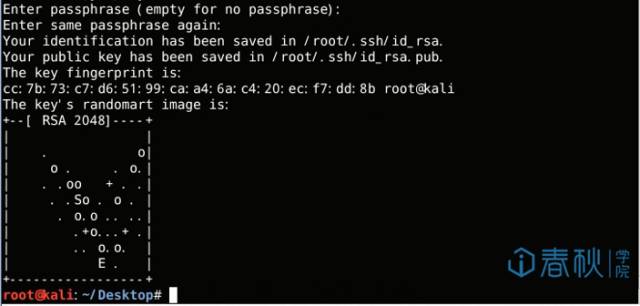 Enter passphrase (empty for no passphrase):
Enter same passphrase again:
Your identification has been saved in /root/.ssh/id_rsa.
Your public key has been saved in /root/.ssh/id_rsa.pub.
The key fingerprint is:
cc:7b:73:c7:d6:51:99:ca:a4:6a:c4:20:ec:f7:dd:8b root@kali
The key's randomart image is:
+--[ RSA 2048]----+
|                 |
|    .           o|
|     o .     . o.|
|    . .oo   + . .|
|     . .So . o . |
|      . o.o .. ..|
|        .+o...+ .|
|        .. o.o.  |
|           E .   |
+-----------------+
root@kali:~/Desktop#
春秋学院